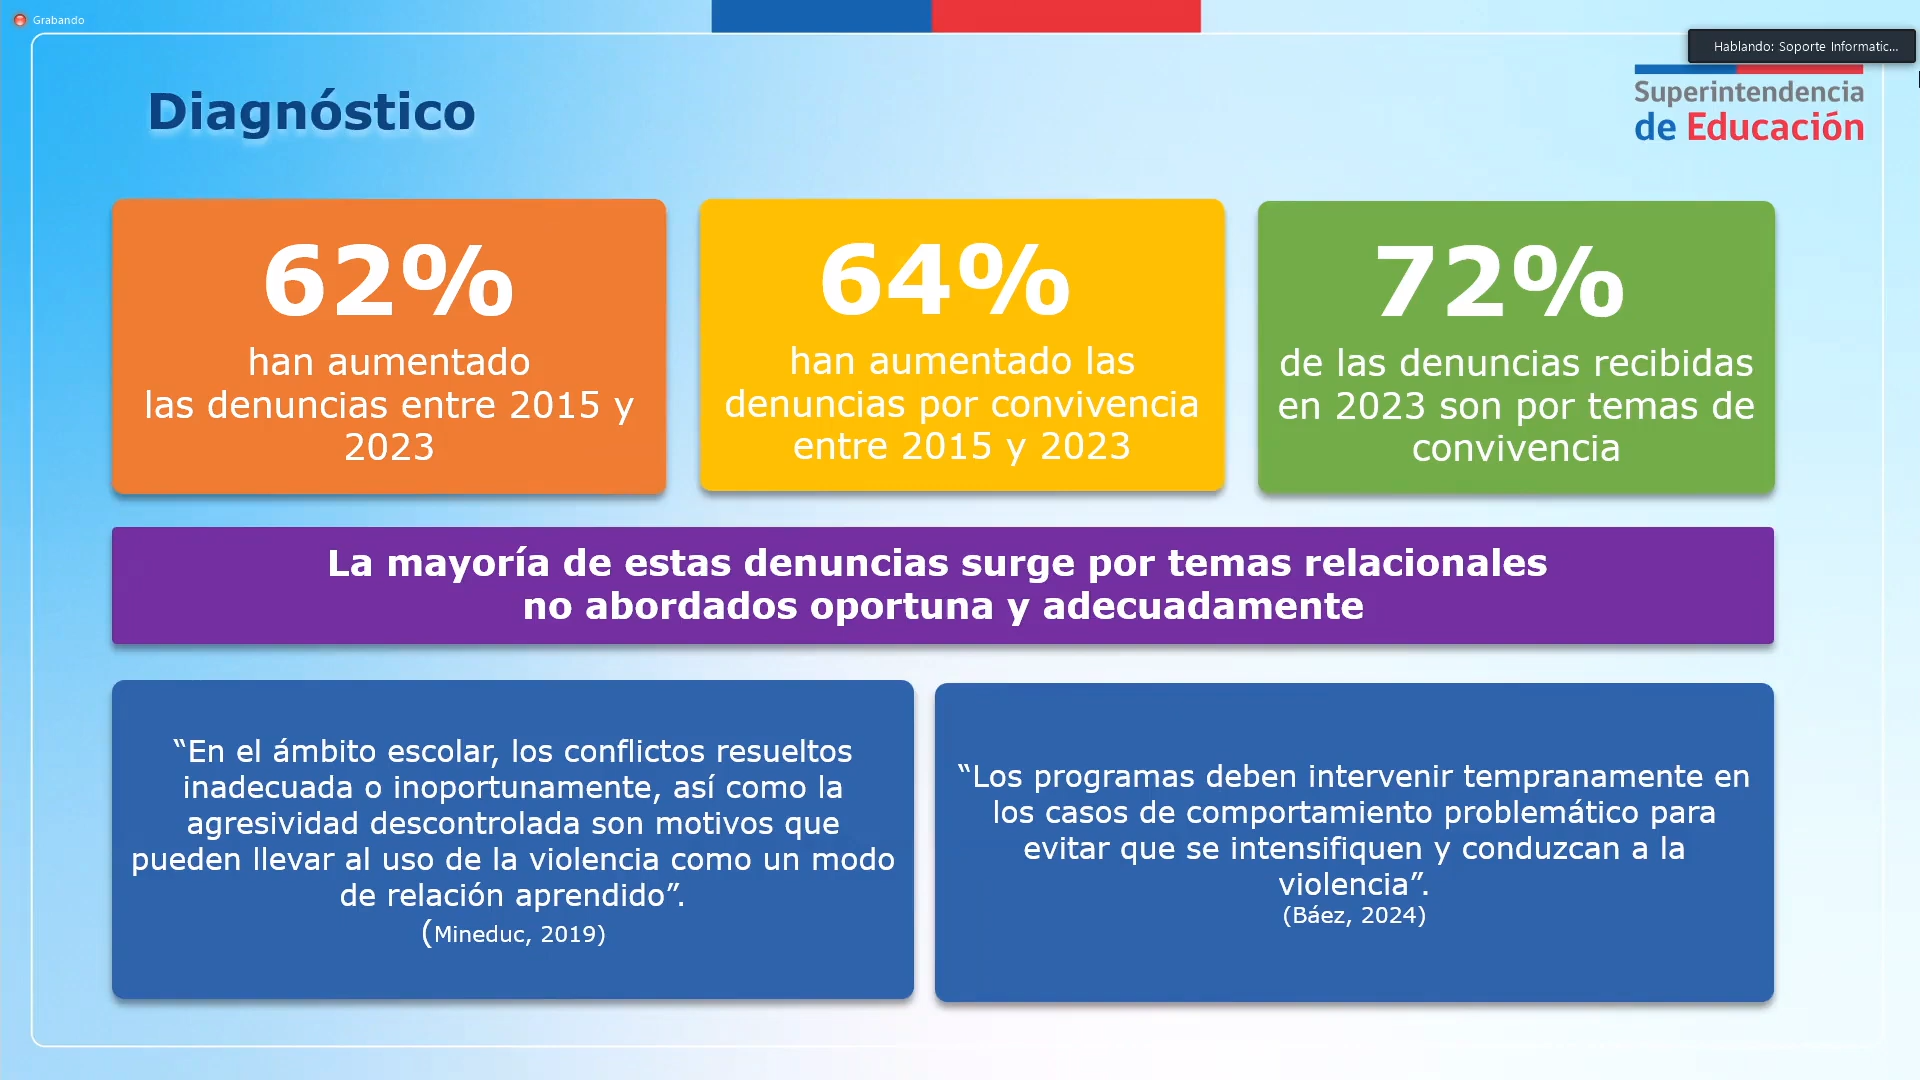 Grabando
Hablando: Soporte Informatic...
Diagnóstico
Superintendencia
de Educación
62%
han aumentado
las denuncias entre 2015 y
2023
64%
han aumentado las
denuncias por convivencia
entre 2015 y 2023
72%
de las denuncias recibidas
en 2023 son por temas de
convivencia
La mayoría de estas denuncias surge por temas relacionales
no abordados oportuna y adecuadamente
“En el ámbito escolar, los conflictos resueltos
inadecuada o inoportunamente, así como la
agresividad descontrolada son motivos que
pueden llevar al uso de la violencia como un modo
de relación aprendido”.
(Mineduc, 2019)
“Los programas deben intervenir tempranamente en
los casos de comportamiento problemático para
evitar que se intensifiquen y conduzcan a la
violencia”.
(Báez, 2024)